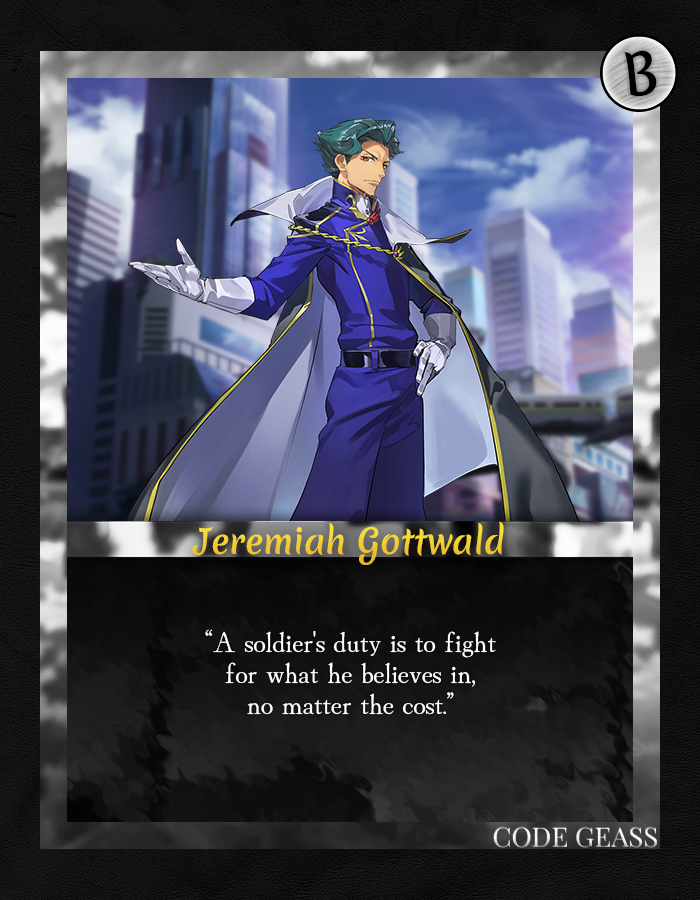 B
Jeremiah Gottwald
“A soldier's duty is to fight
for what he believes in,
no matter the cost.”
CODE GEASS